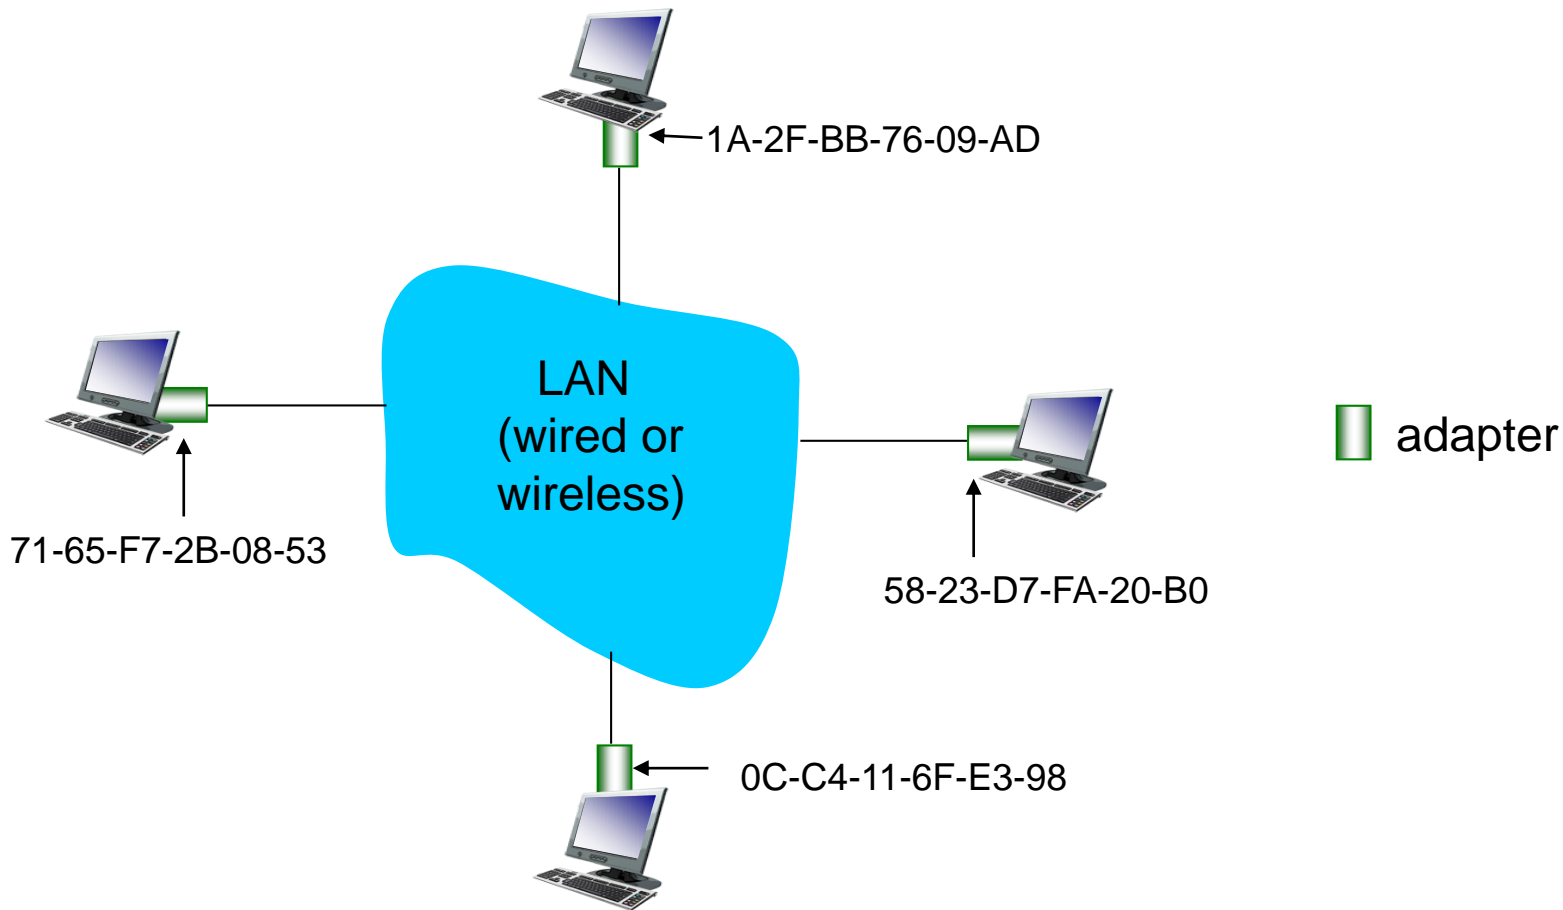 1A-2F-BB-76-09-AD
LAN
(wired or
wireless)
adapter
71-65-F7-2B-08-53
58-23-D7-FA-20-B0
0C-C4-11-6F-E3-98